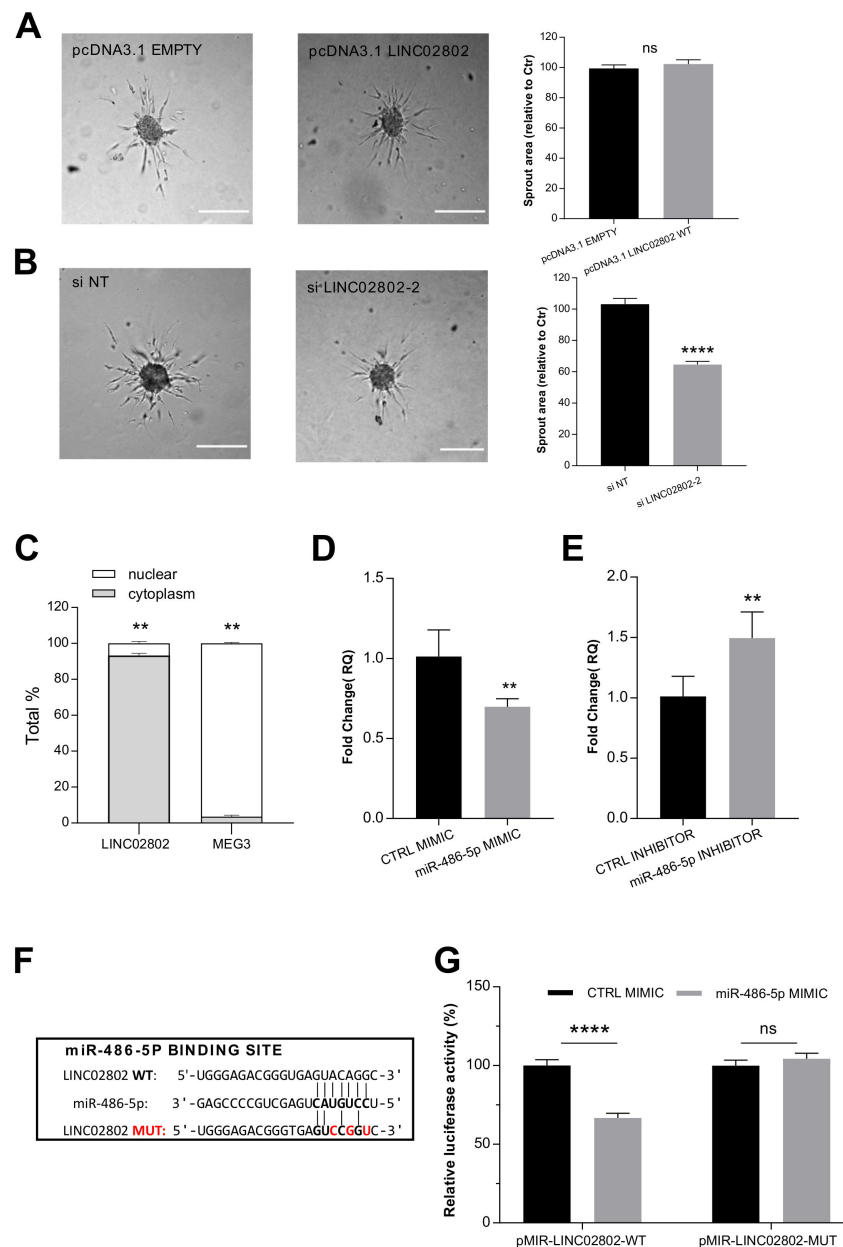 A
pcDNA3.1 EMPTY
pcDNA3.1 LINC02802
Sprout area (relative to Ctr)
120
100
80
60
40
20
0
ns
pcDNA3.1 EMPTY
pcDNA3.1 LINC02802 WT
B
si NT
si LINC02802-2
Sprout area (relative to Ctr)
120
100
80
60
40
20
0
****
si NT
si LINC02802-2
C
nuclear
cytoplasm
Total %
120
100
80
60
40
20
0
**
**
LINC02802
MEG3
D
Fold Change( RQ)
1.5
1.0
0.5
0.0
**
CTRL MIMIC
miR-486-5p MIMIC
E
Fold Change( RQ)
2.0
1.5
1.0
0.5
0.0
**
CTRL INHIBITOR
miR-486-5p INHIBITOR
F
miR-486-5P BINDING SITE
LINC02802 WT: 5'-UGGGAGACGGGUGAGUACAGGC-3'
miR-486-5p: 3'-GAGCCCCGUCGAGUCAUGUCCU-5'
LINC02802 MUT: 5'-UGGGAGACGGGTGAGUCCGGUC-3'
G
Relative luciferase activity (%)
150
100
50
0
CTRL MIMIC
miR-486-5p MIMIC
****
ns
pMIR-LINC02802-WT
pMIR-LINC02802-MUT